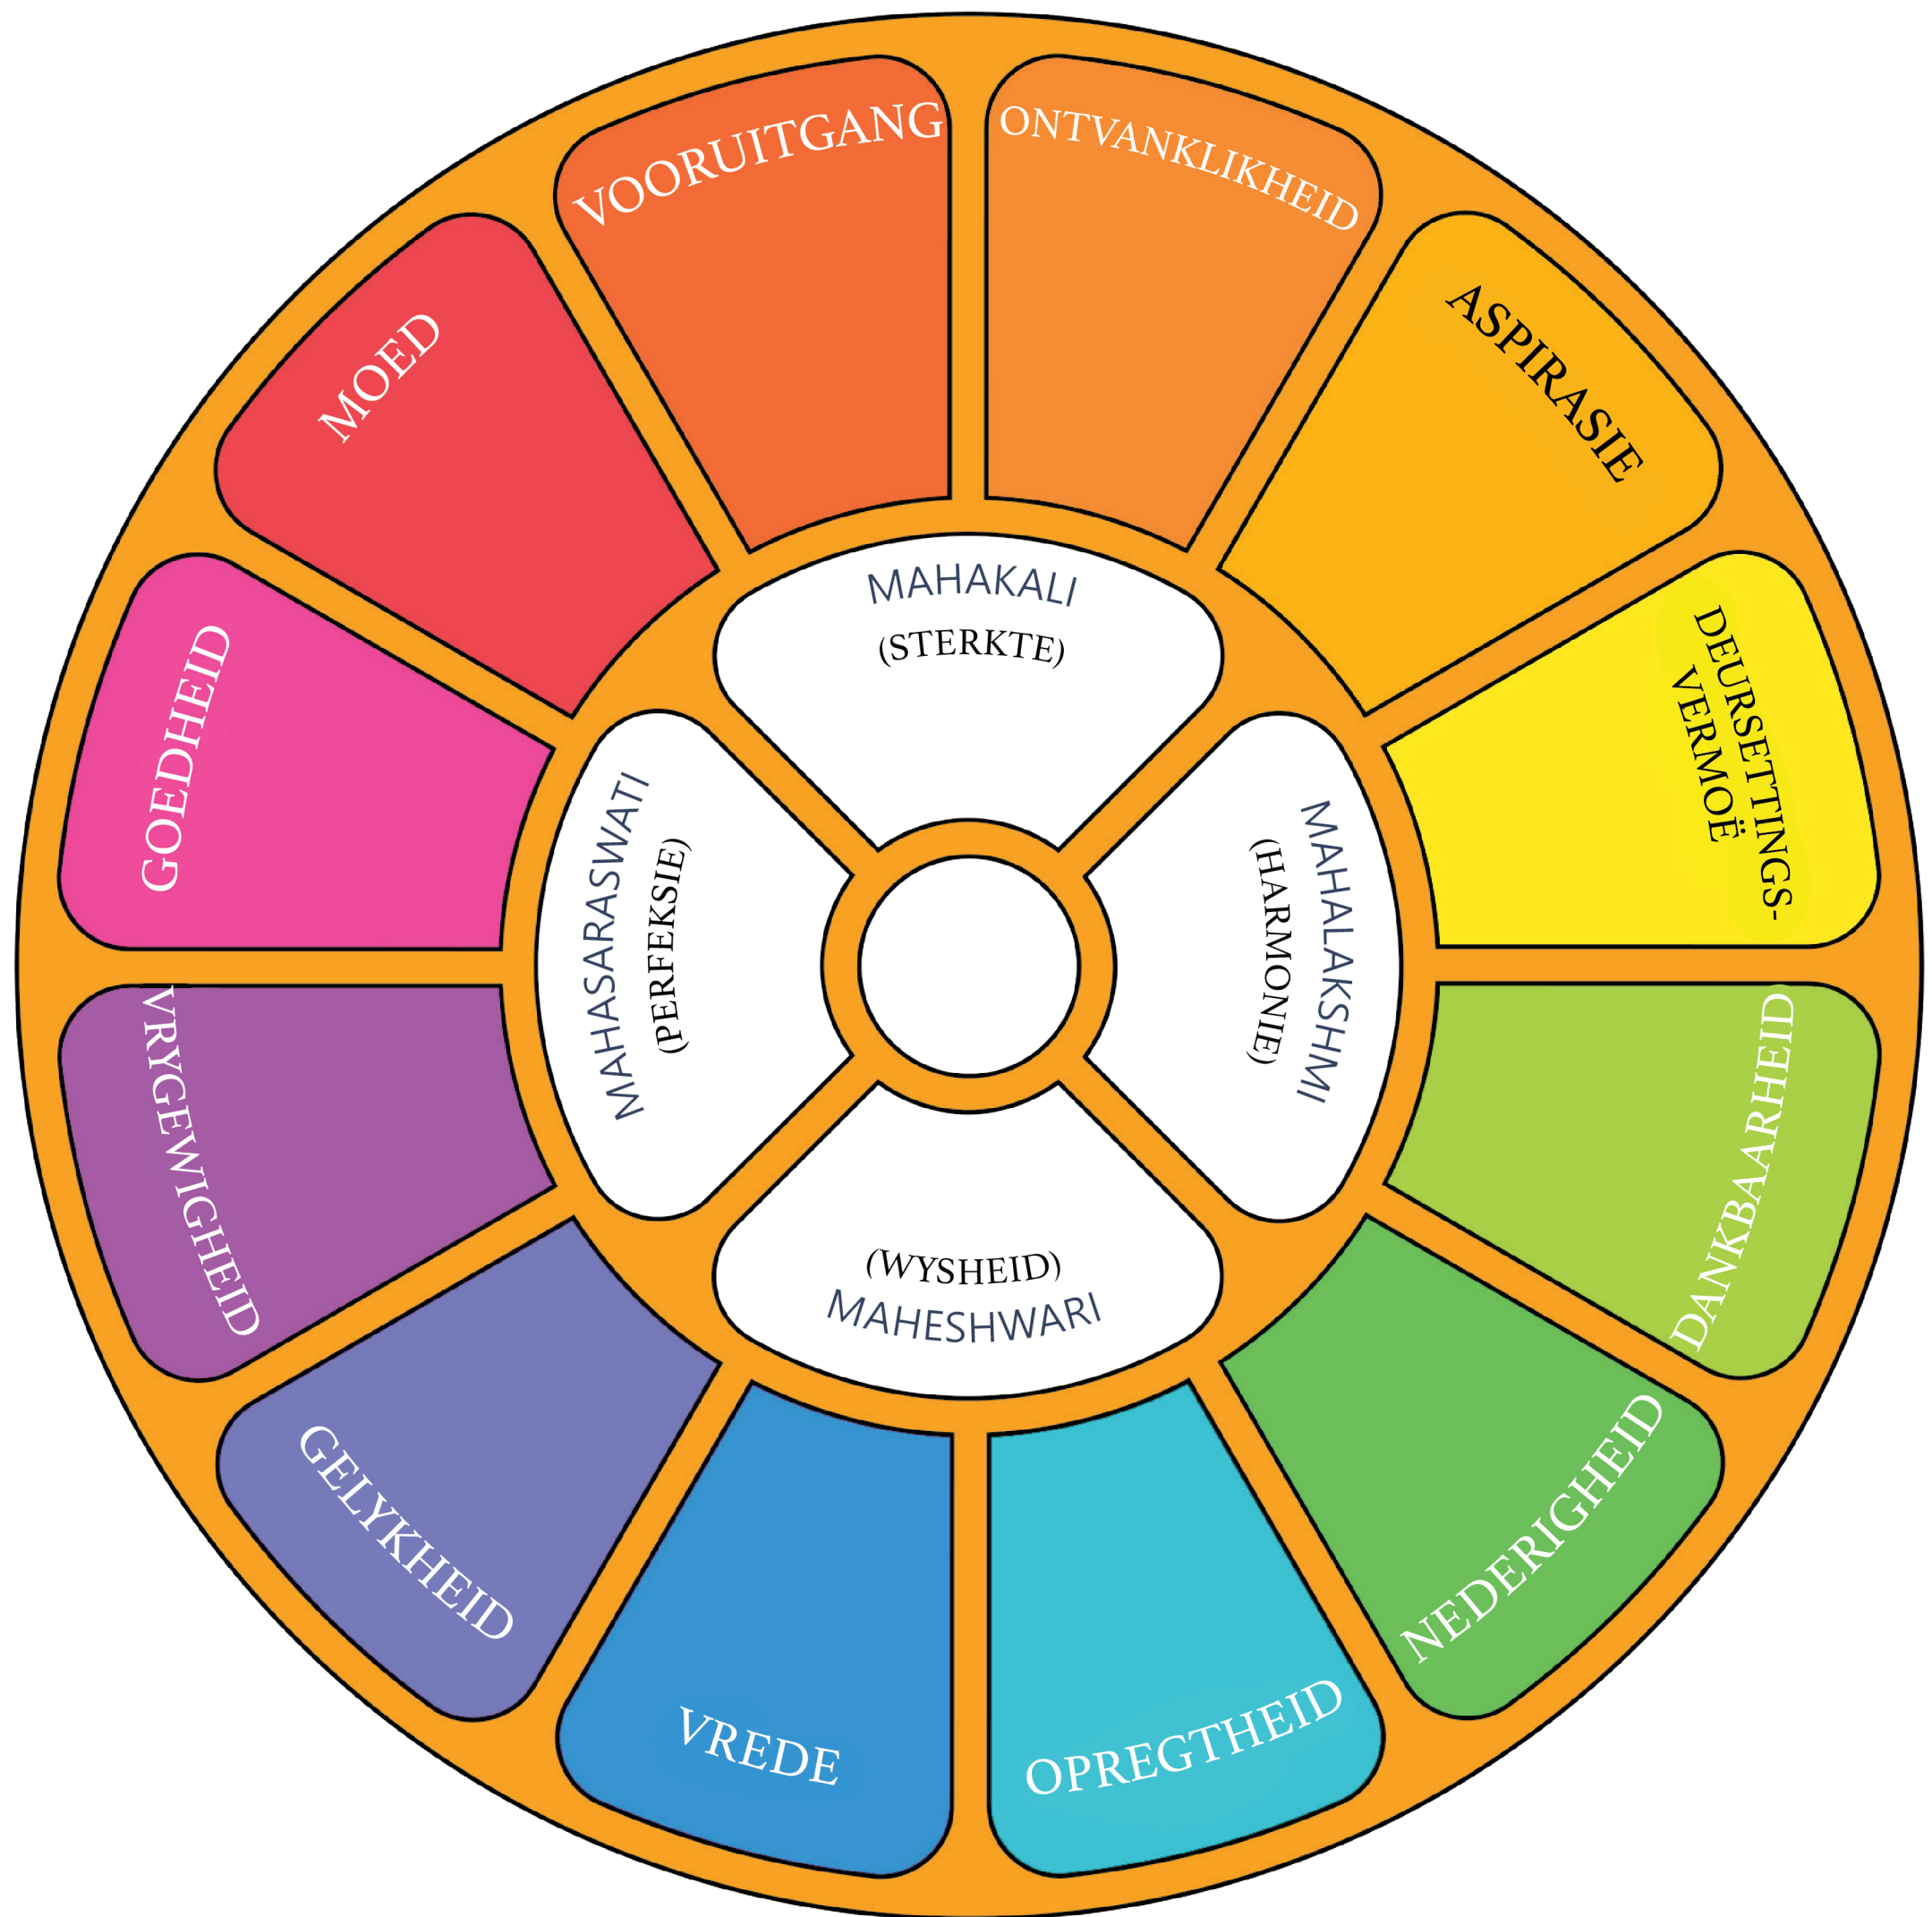 VOORUITGANG
ONTVANKLIKHEID
ASPIRASIE
DEURSETTINGS-
VERMOË
DANKBAARHEID
NEDERIGHEID
OPREGTHEID
VREDE
GELYKHEID
VRYGEWIGHEID
GOEDHEID
MOED
MAHAKALI
(STERKTE)
MAHALAKSHMI
(HARMONIE)
(WYSHEID)
MAHESHWARI
MAHASARASWATI
(PERFEKSIE)